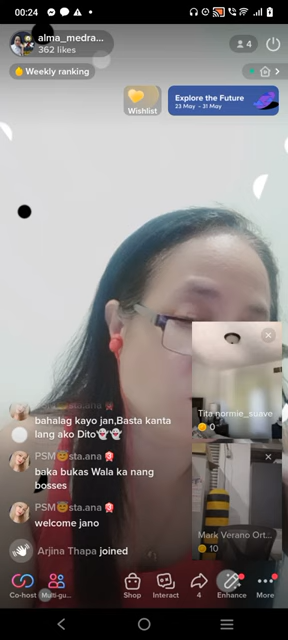 00:24
alma_medra...
362 likes
4
Weekly ranking
Wishlist
Explore the Future
23 May - 31 May
PSM😇sta.ana
bahalag kayo jan,Basta kanta
lang ako Dito👻👻
PSM😇sta.ana
baka bukas Wala ka nang
bosses
PSM😇sta.ana
welcome jano
Arjina Thapa joined
Tita normie_suave
0
Mark Verano Ort...
10
Co-host
Multi-gu...
Shop
Interact
4
Enhance
More